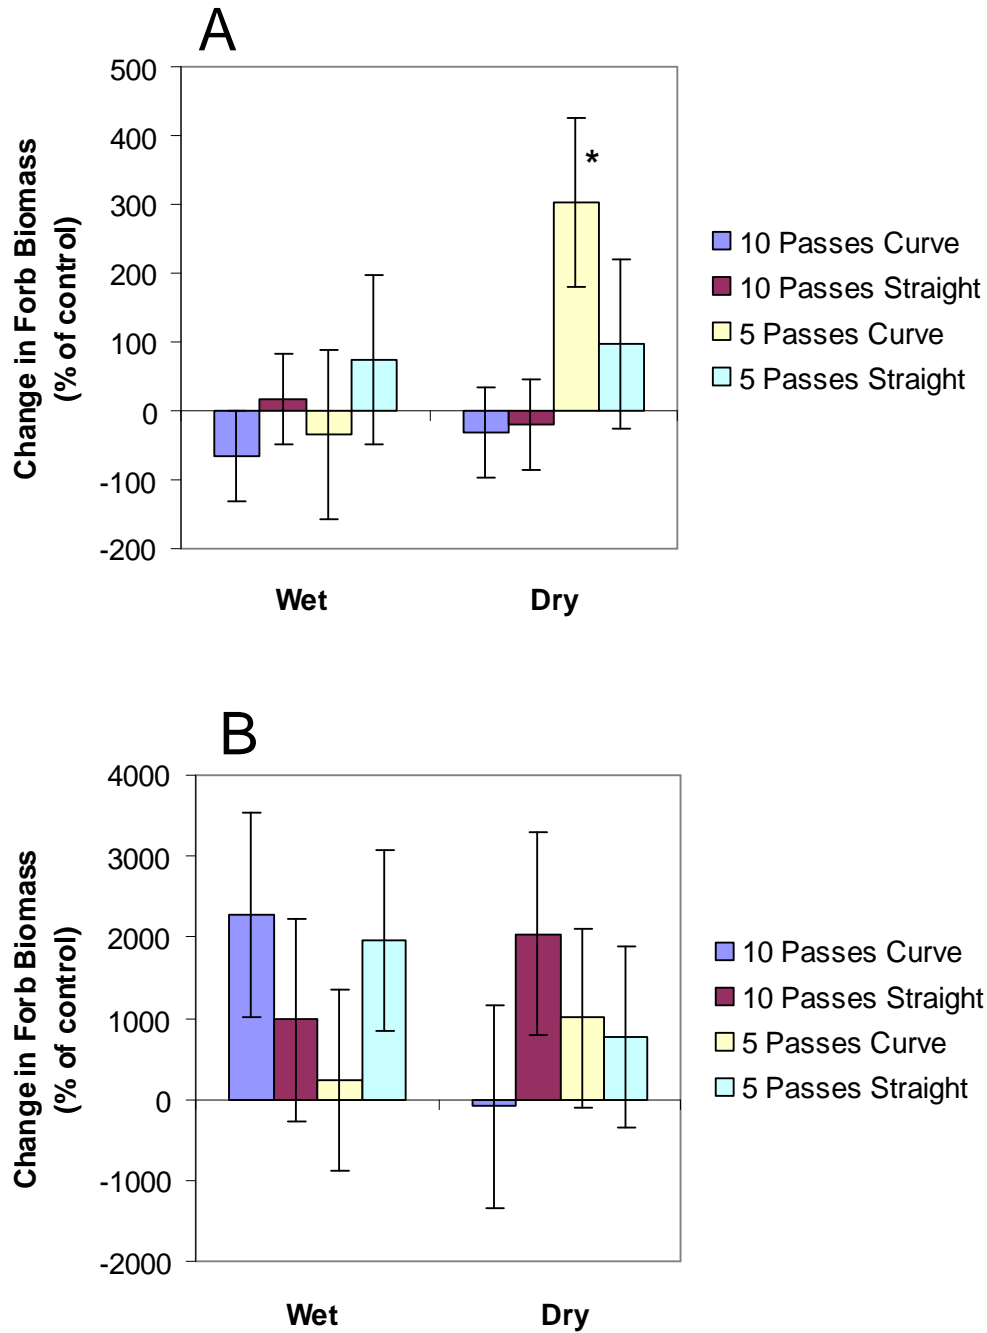 A
Change in Forb Biomass
(% of control)
500
400
300
200
100
0
-100
-200
*
Wet
Dry
10 Passes Curve
10 Passes Straight
5 Passes Curve
5 Passes Straight
B
Change in Forb Biomass
(% of control)
4000
3000
2000
1000
0
-1000
-2000
Wet
Dry
10 Passes Curve
10 Passes Straight
5 Passes Curve
5 Passes Straight